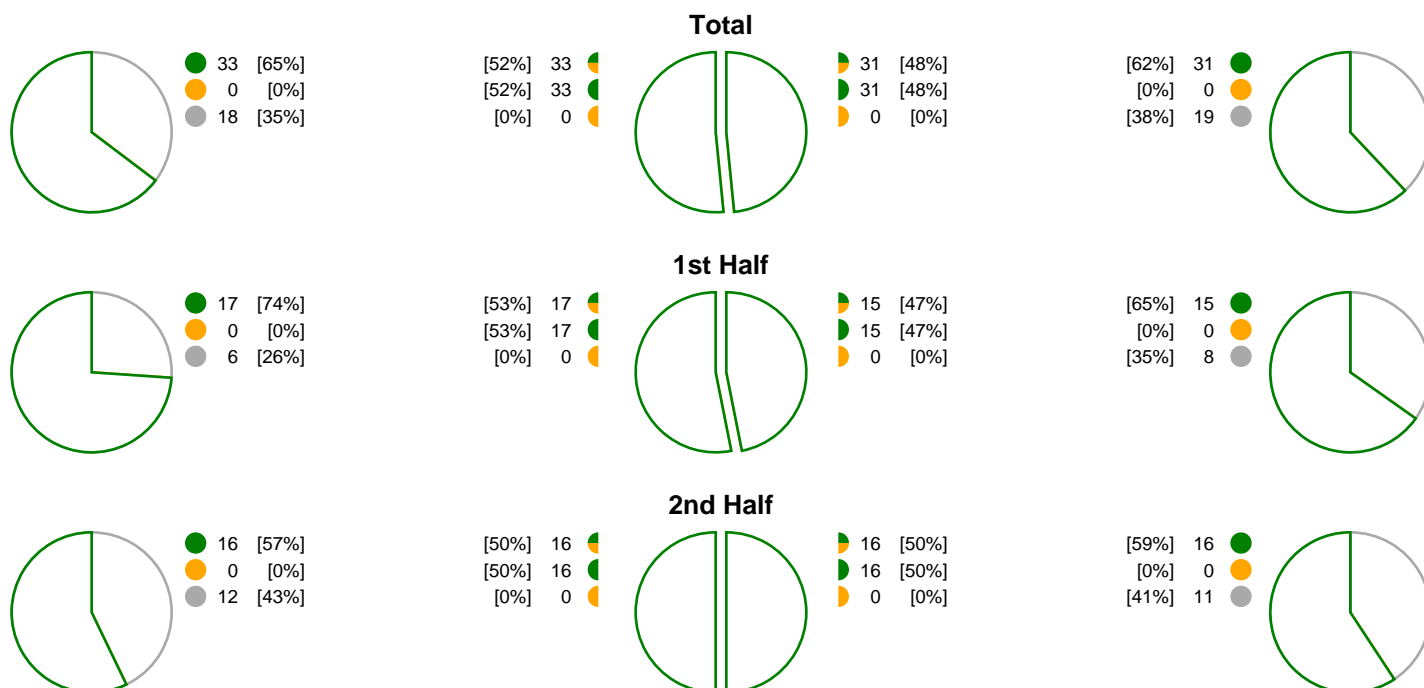 Total
33 [65%] [52%] 33 31 [48%] [62%] 31
0 [0%] [52%] 33 31 [48%] [0%] 0
18 [35%] [0%] 0 0 [0%] [38%] 19
1st Half
17 [74%] [53%] 17 15 [47%] [65%] 15
0 [0%] [53%] 17 15 [47%] [0%] 0
6 [26%] [0%] 0 0 [0%] [35%] 8
2nd Half
16 [57%] [50%] 16 16 [50%] [59%] 16
0 [0%] [50%] 16 16 [50%] [0%] 0
12 [43%] [0%] 0 0 [0%] [41%] 11